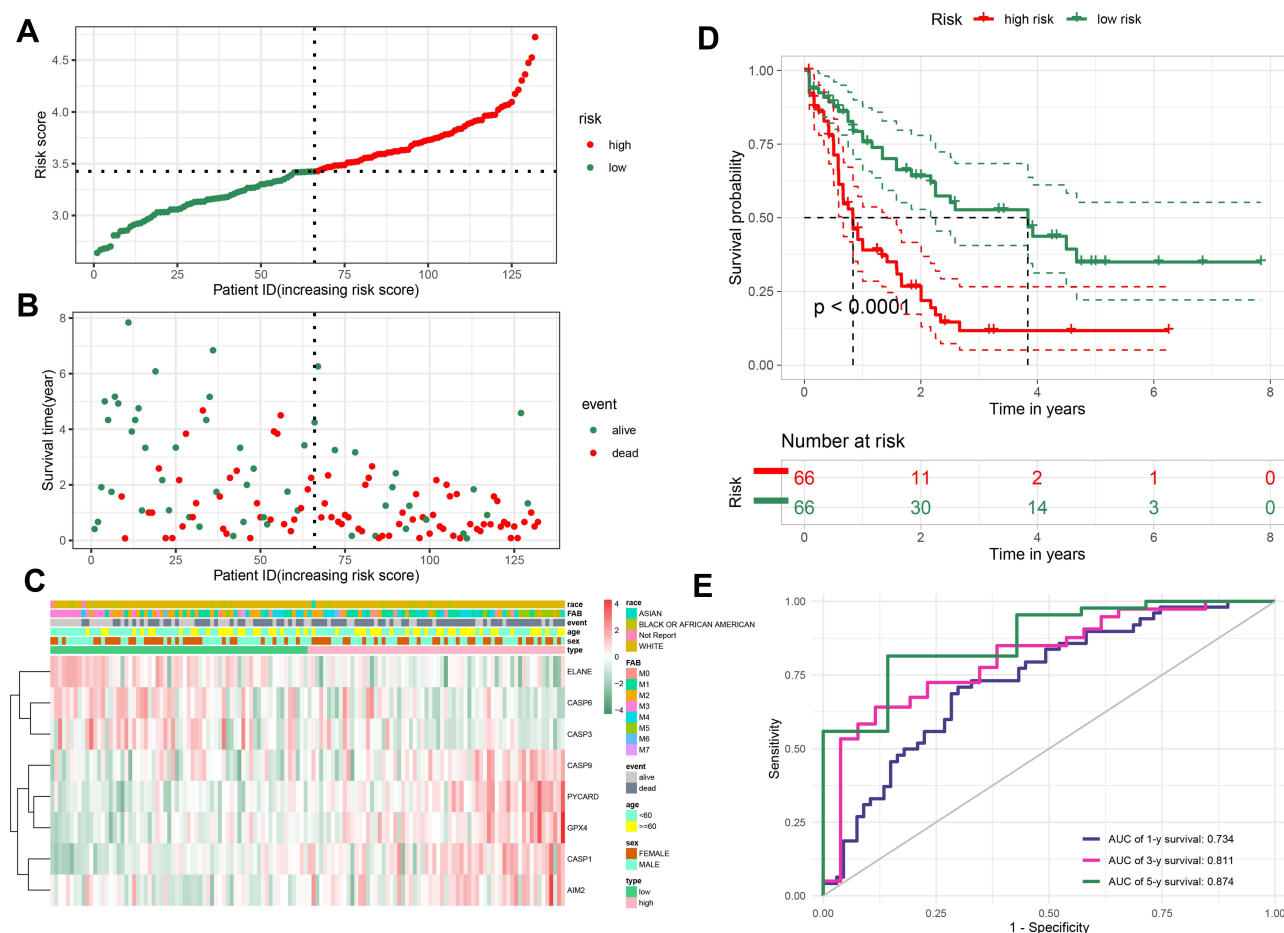 A
Risk score
4.5
4.0
3.5
3.0
0
25
50
75
100
125
Patient ID(increasing risk score)
risk
high
low
B
Survival time(year)
8
6
4
2
0
0
25
50
75
100
125
Patient ID(increasing risk score)
event
alive
dead
C
race
FAB
event
age
sex
type
ELANE
CASP6
CASP3
CASP9
PYCARD
GPX4
CASP1
AIM2
4
2
0
−2
−4
race
ASIAN
BLACK OR AFRICAN AMERICAN
Not Report
WHITE
FAB
M0
M1
M2
M3
M4
M5
M6
M7
event
alive
dead
age
<60
>=60
sex
FEMALE
MALE
type
low
high
D
Risk
high risk
low risk
Survival probability
1.00
0.75
0.50
0.25
0.00
p < 0.0001
0
2
4
6
8
Time in years
Number at risk
Risk
66
11
2
1
0
66
30
14
3
0
0
2
4
6
8
Time in years
E
Sensitivity
1.00
0.75
0.50
0.25
0.00
AUC of 1-y survival: 0.734
AUC of 3-y survival: 0.811
AUC of 5-y survival: 0.874
0.00
0.25
0.50
0.75
1.00
1 - Specificity